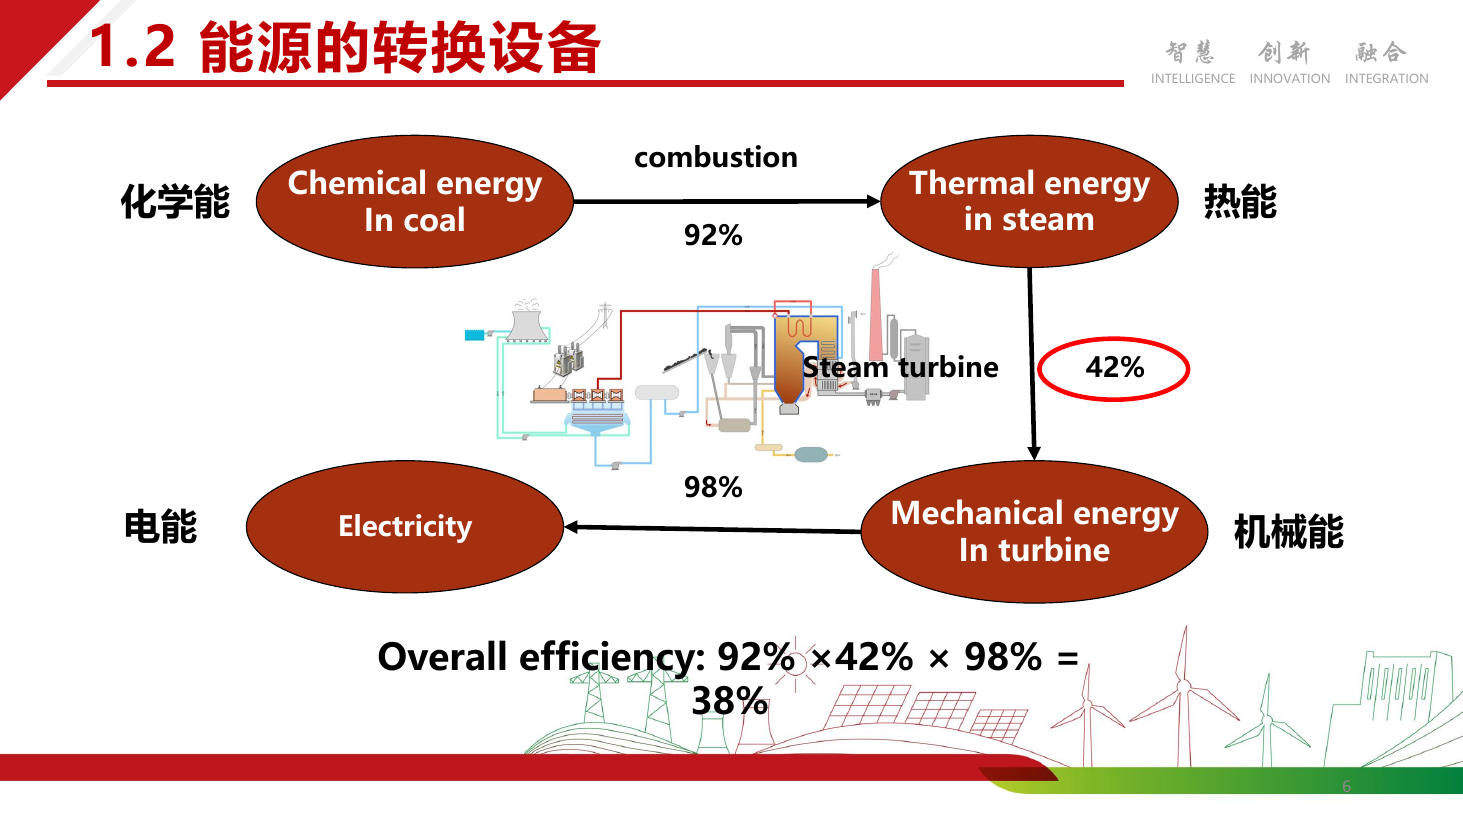 1.2 能源的转换设备
智慧 创新 融合
INTELLIGENCE INNOVATION INTEGRATION
combustion
化学能
Chemical energy
In coal
Thermal energy
in steam
热能
92%
Steam turbine
42%
98%
电能
Electricity
Mechanical energy
In turbine
机械能
Overall efficiency: 92% ×42% × 98% =
38%
6